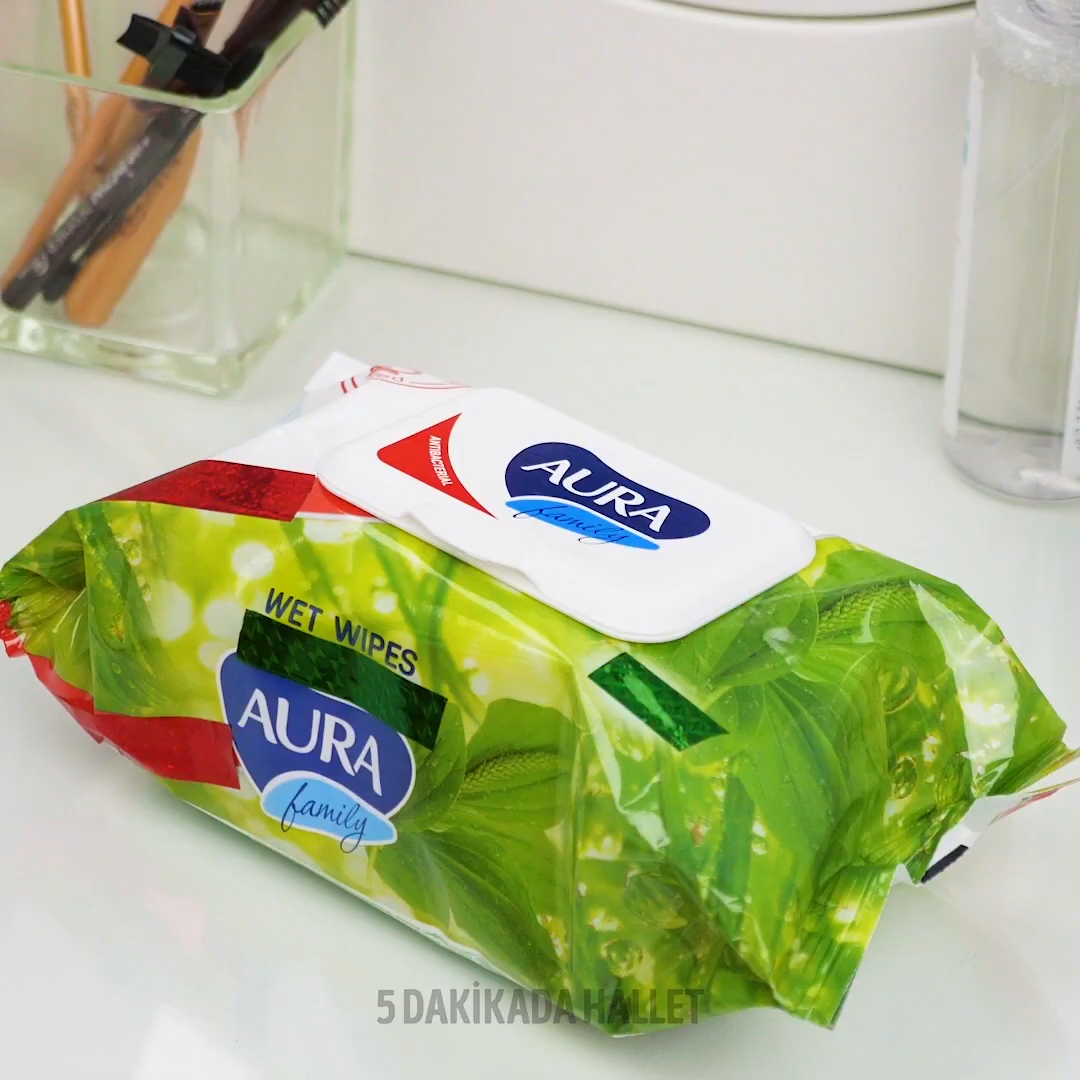 ANTIBACTERIAL
AURA
family
WET WIPES
AURA
family
5 DAKİKADA HALLET